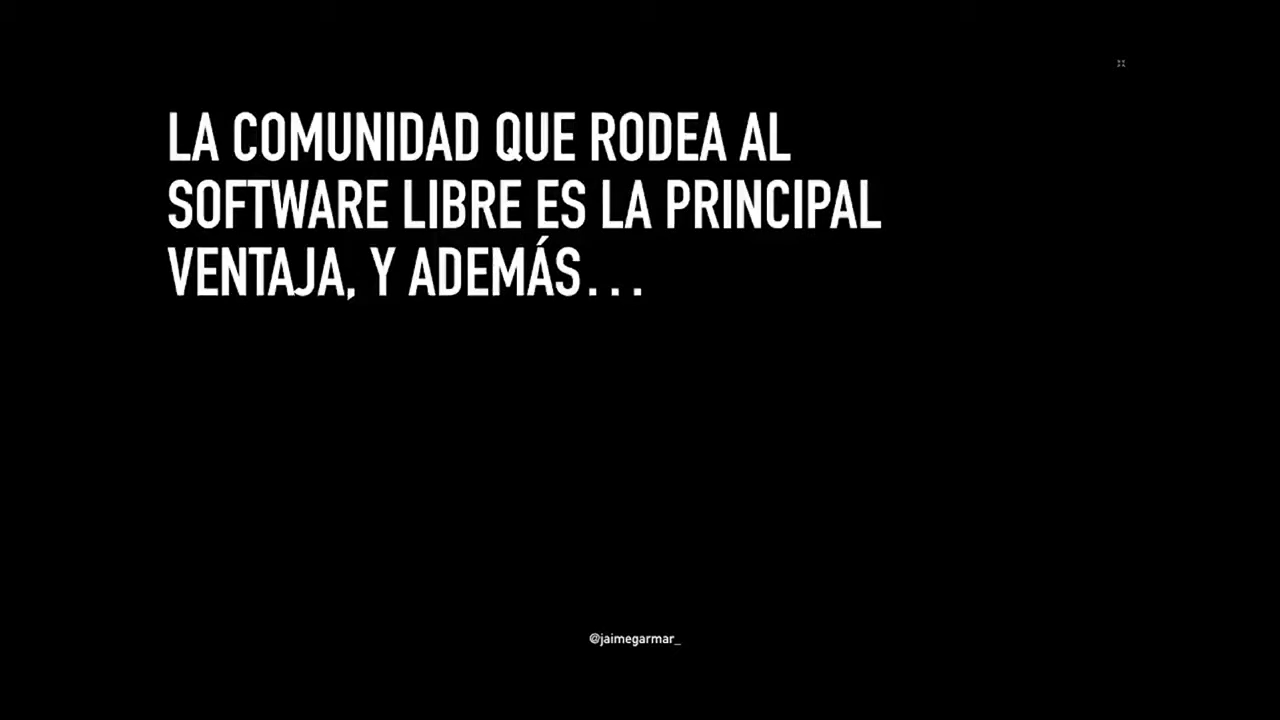 LA COMUNIDAD QUE RODEA AL
SOFTWARE LIBRE ES LA PRINCIPAL
VENTAJA, Y ADEMÁS...
@jaimegarmar_